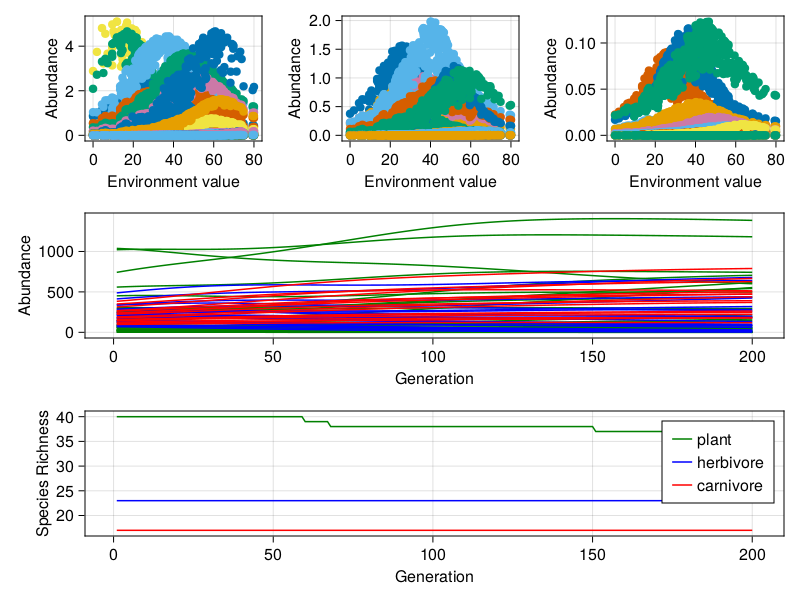 Abundance
4
2
0
0 20 40 60 80
Environment value
Abundance
2.0
1.5
1.0
0.5
0.0
0 20 40 60 80
Environment value
Abundance
0.10
0.05
0.00
0 20 40 60 80
Environment value
Abundance
1000
500
0
0 50 100 150 200
Generation
Species Richness
40
35
30
25
20
0 50 100 150 200
Generation
plant
herbivore
carnivore